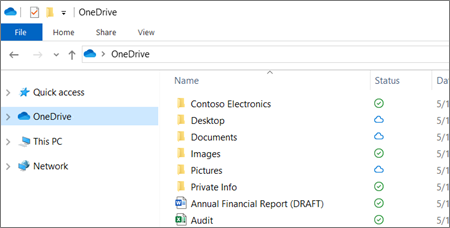 OneDrive
File Home Share View
OneDrive
Name Status Da
Quick access
OneDrive
This PC
Network
Contoso Electronics 5/1
Desktop 5/1
Documents 5/1
Images 5/1
Pictures 5/1
Private Info 5/1
Annual Financial Report (DRAFT) 5/1
Audit 5/1